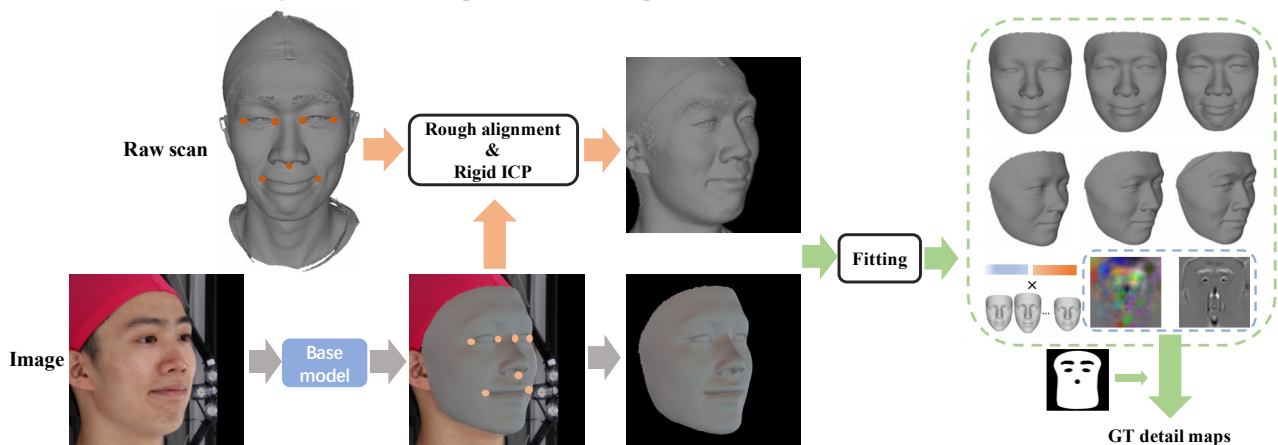 Raw scan
Rough alignment
&
Rigid ICP
Fitting
×
...
Image
Base
model
GT detail maps